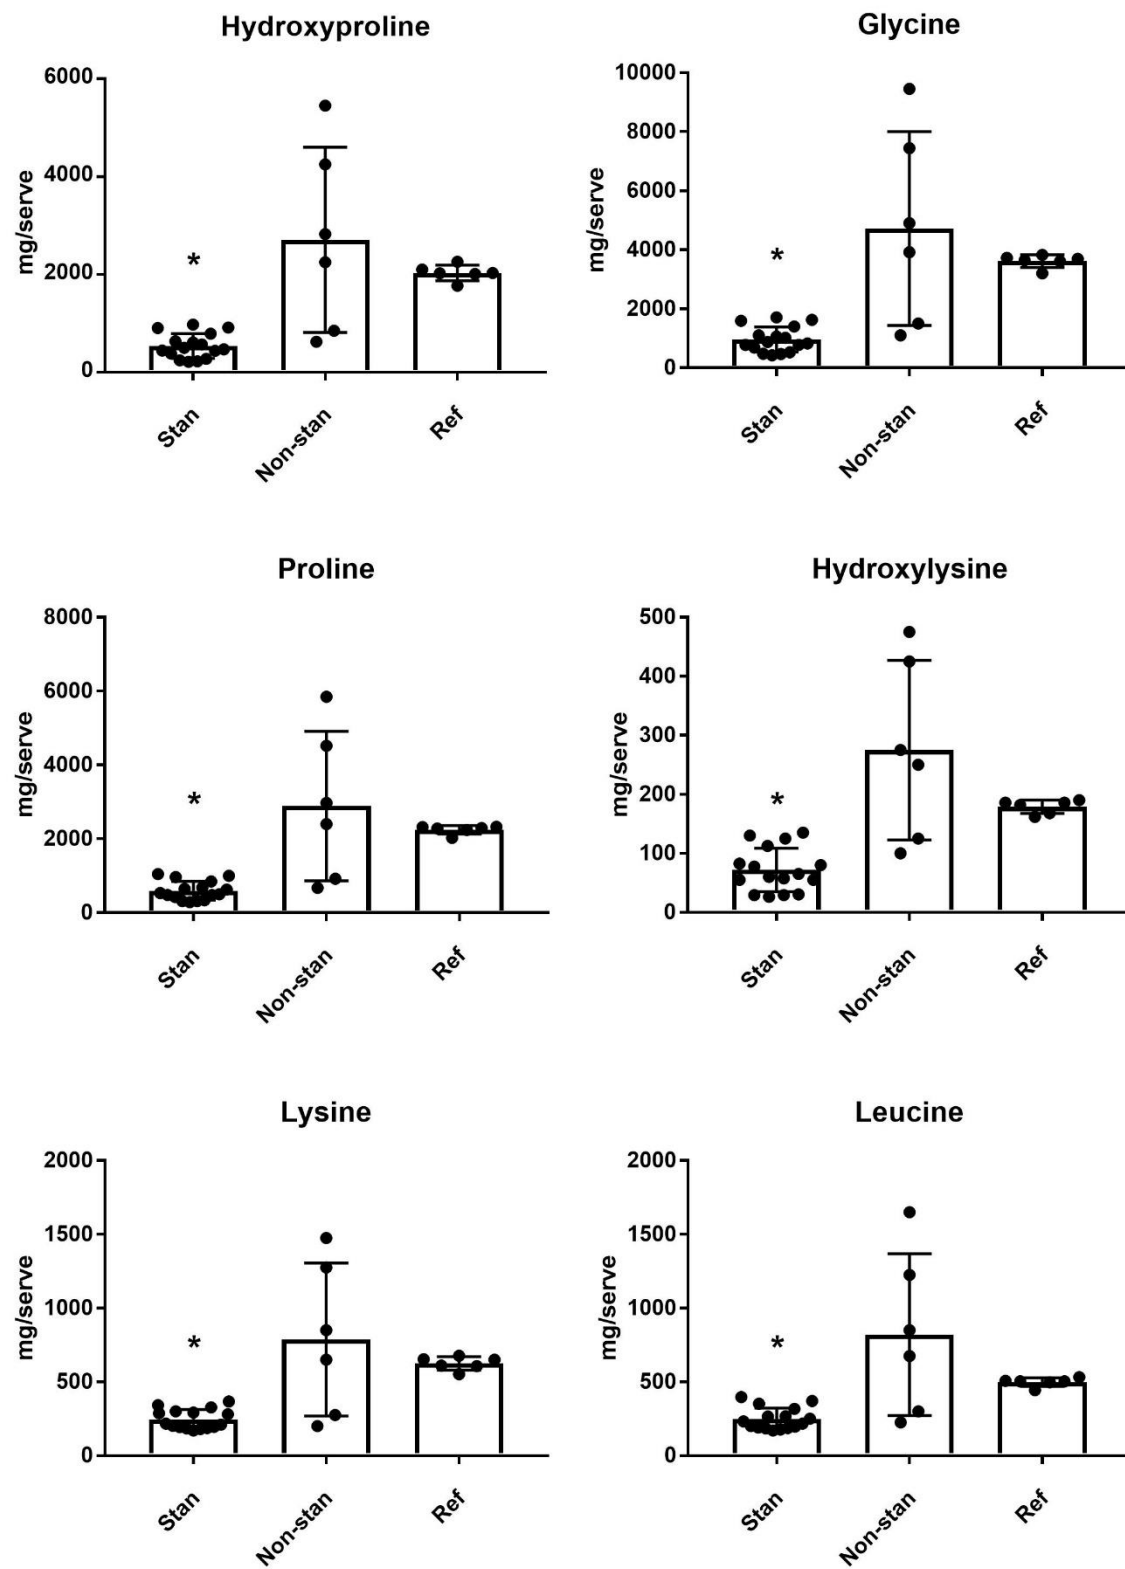 Hydroxyproline
mg/serve
6000
4000
2000
0
*
Stan
Non-stan
Ref
Glycine
mg/serve
10000
8000
6000
4000
2000
0
*
Stan
Non-stan
Ref
Proline
mg/serve
8000
6000
4000
2000
0
*
Stan
Non-stan
Ref
Hydroxylysine
mg/serve
500
400
300
200
100
0
*
Stan
Non-stan
Ref
Lysine
mg/serve
2000
1500
1000
500
0
*
Stan
Non-stan
Ref
Leucine
mg/serve
2000
1500
1000
500
0
*
Stan
Non-stan
Ref